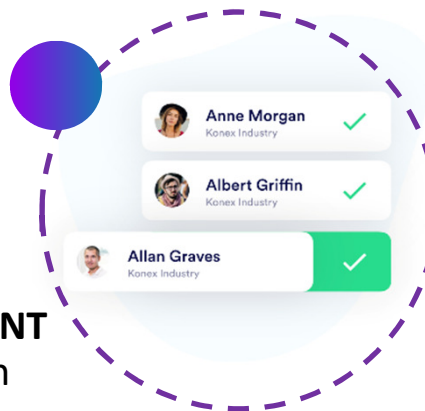 Anne Morgan
Konex Industry
Albert Griffin
Konex Industry
Allan Graves
Konex Industry
NT
n